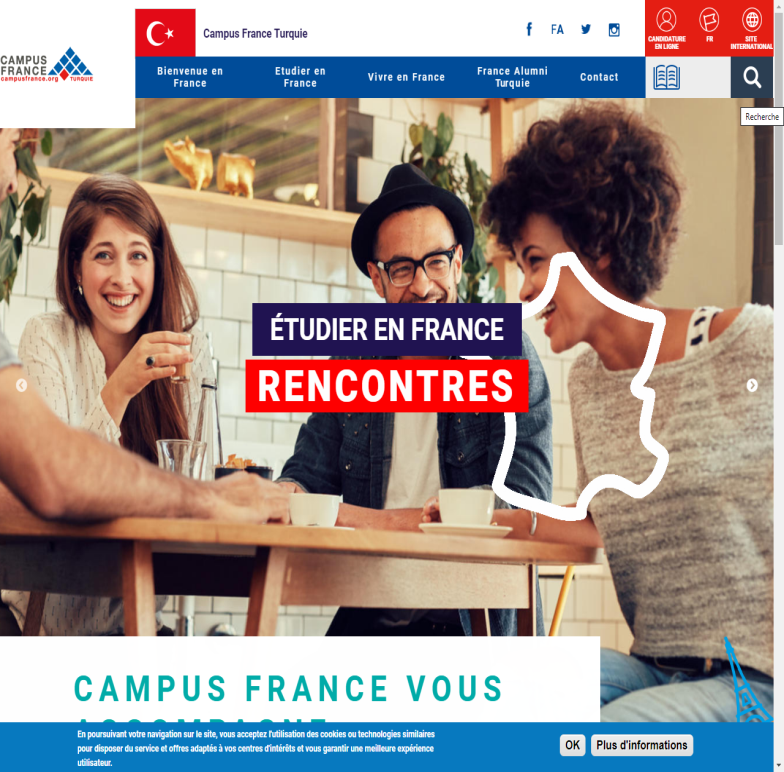 Campus France Turquie
FA
CANDIDATURE
EN LIGNE
FR
SITE
INTERNATIONAL
CAMPUS
FRANCE
campusfrance.org
TURQUIE
Bienvenue en
France
Etudier en
France
Vivre en France
France Alumni
Turquie
Contact
Recherche
ÉTUDIER EN FRANCE
RENCONTRES
CAMPUS FRANCE VOUS
ACCOMPAGNE
En poursuivant votre navigation sur le site, vous acceptez l'utilisation des cookies ou technologies similaires
pour disposer du service et offres adaptés à vos centres d'intérêts et vous garantir une meilleure expérience
utilisateur.
OK
Plus d'informations